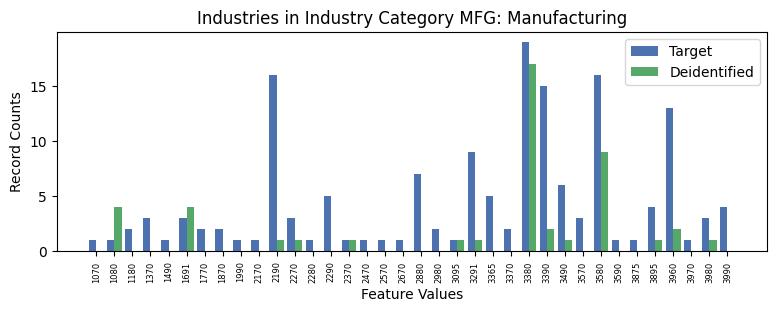 Industries in Industry Category MFG: Manufacturing
Target
Deidentified
Record Counts
15
10
5
0
1070 1080 1180 1370 1490 1691 1770 1870 1990 2170 2190 2270 2280 2290 2370 2470 2570 2670 2880 2980 3095 3291 3365 3370 3380 3390 3490 3570 3580 3590 3875 3895 3960 3970 3980 3990
Feature Values